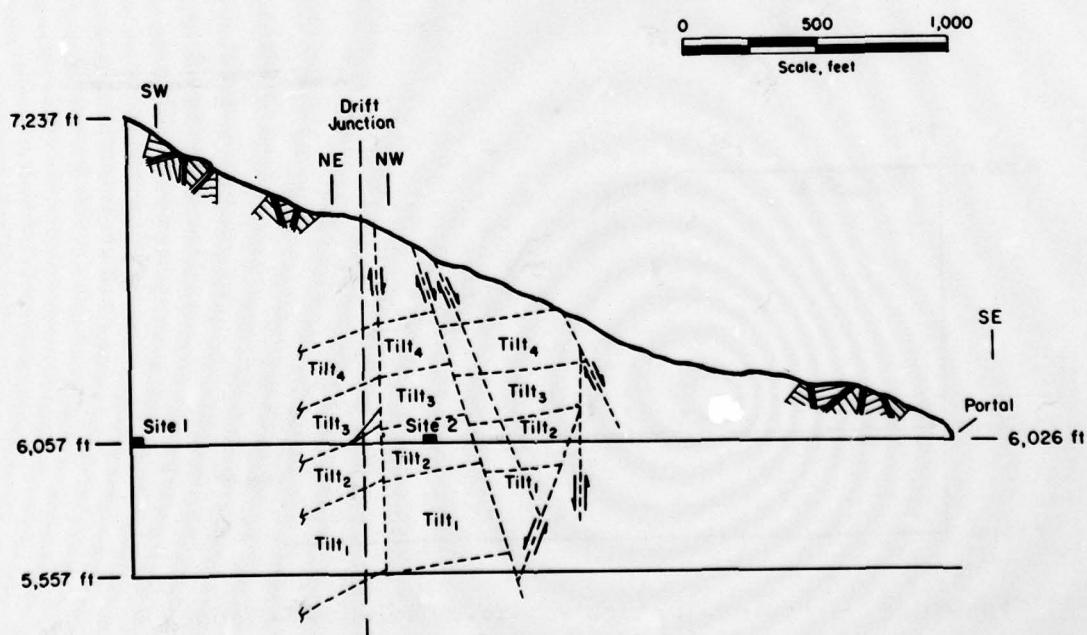 0 500 1,000
Scale, feet
SW
7,237 ft
Drift
Junction
NE
NW
SE
Tilt₄
Tilt₄
Tilt₄
Tilt₃
Tilt₃
Tilt₃
Tilt₂
Portal
Site 1
Site 2
6,057 ft
6,026 ft
Tilt₂
Tilt₂
Tilt₁
Tilt₁
Tilt₁
5,557 ft